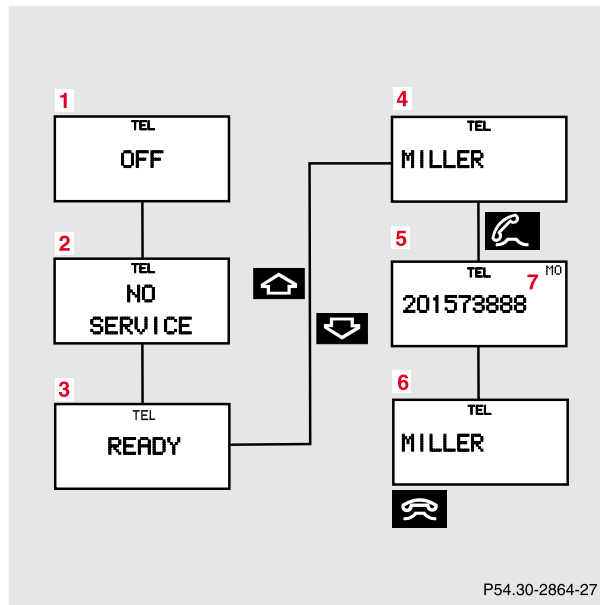 1
TEL
OFF
2
TEL
NO
SERVICE
3
TEL
READY
4
TEL
MILLER
5
TEL
7
MO
201573888
6
TEL
MILLER
P54.30-2864-27